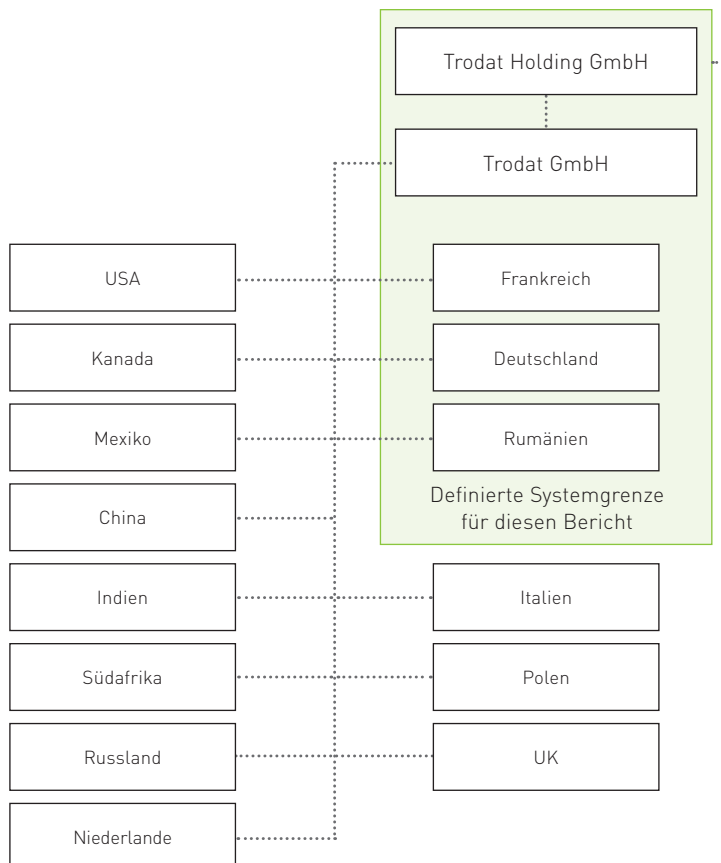 Trodat Holding GmbH
Trodat GmbH
USA
Frankreich
Kanada
Deutschland
Mexiko
Rumänien
Definierte Systemgrenze
für diesen Bericht
China
Indien
Italien
Südafrika
Polen
Russland
UK
Niederlande